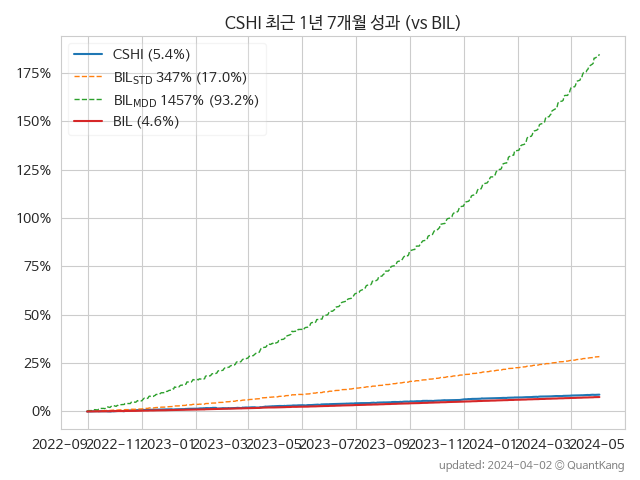 CSHI 최근 1년 7개월 성과 (vs BIL)
CSHI (5.4%)
BIL_STD 347% (17.0%)
BIL_MDD 1457% (93.2%)
BIL (4.6%)
175%
150%
125%
100%
75%
50%
25%
0%
2022-09 2022-11 2023-01 2023-03 2023-05 2023-07 2023-09 2023-11 2024-01 2024-03 2024-05
updated: 2024-04-02 © QuantKang